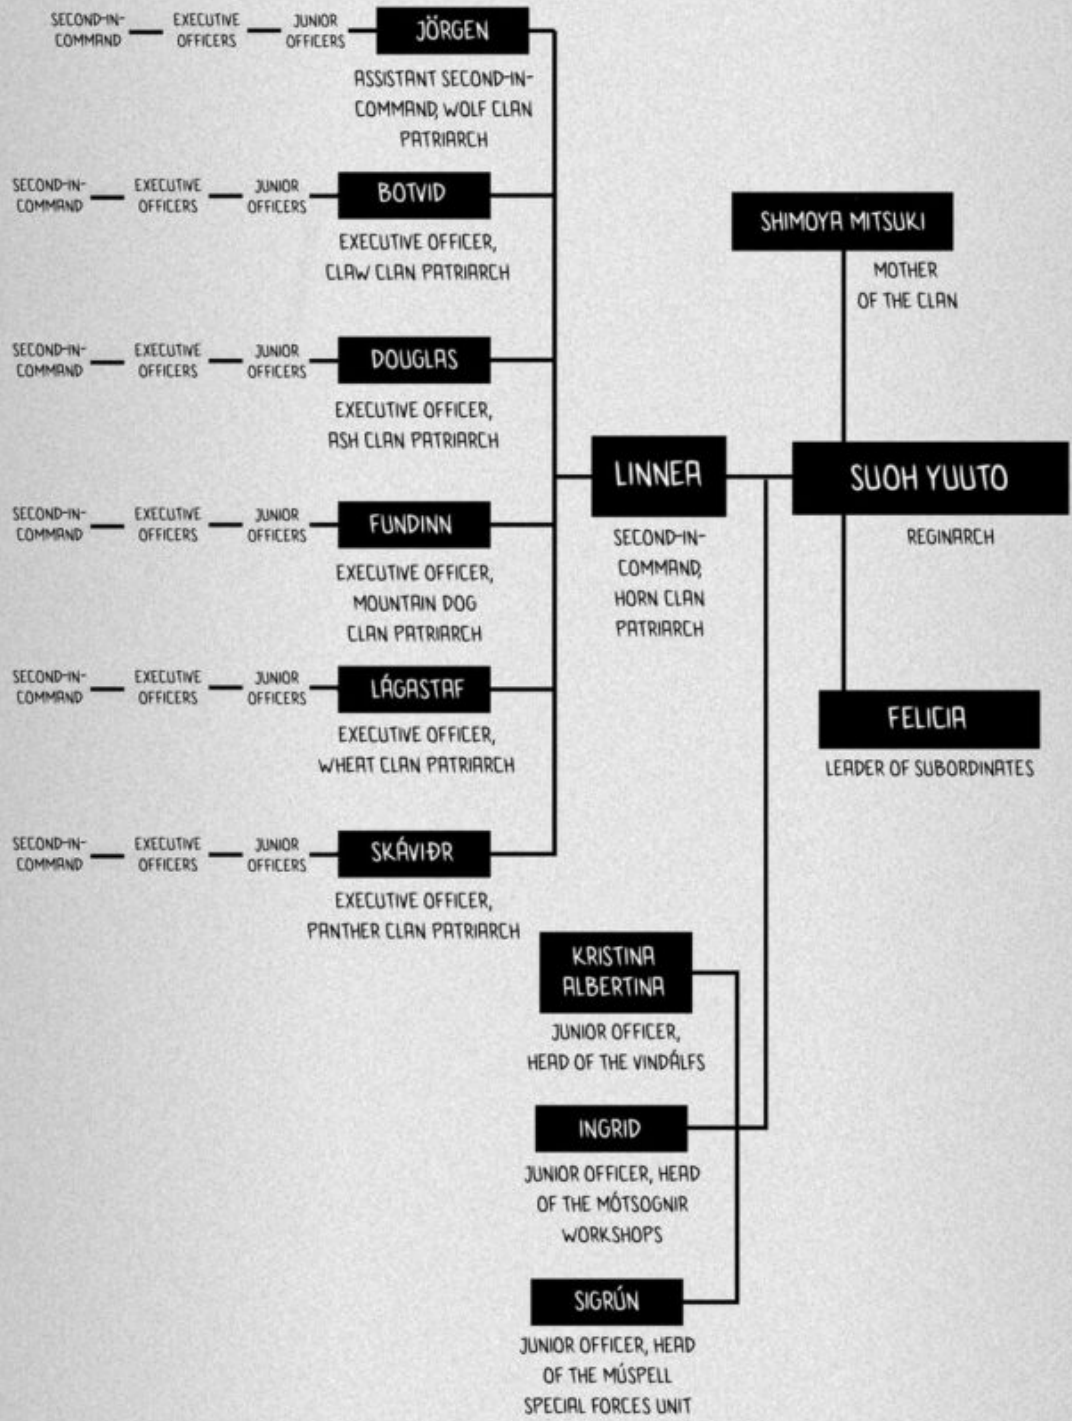 SECOND-IN-
COMMAND
EXECUTIVE
OFFICERS
JUNIOR
OFFICERS
JÖRGEN
ASSISTANT SECOND-IN-
COMMAND, WOLF CLAN
PATRIARCH
SECOND-IN-
COMMAND
EXECUTIVE
OFFICERS
JUNIOR
OFFICERS
BOTVID
EXECUTIVE OFFICER,
CLAW CLAN PATRIARCH
SECOND-IN-
COMMAND
EXECUTIVE
OFFICERS
JUNIOR
OFFICERS
DOUGLAS
EXECUTIVE OFFICER,
ASH CLAN PATRIARCH
SECOND-IN-
COMMAND
EXECUTIVE
OFFICERS
JUNIOR
OFFICERS
FUNDINN
EXECUTIVE OFFICER,
MOUNTAIN DOG
CLAN PATRIARCH
SECOND-IN-
COMMAND
EXECUTIVE
OFFICERS
JUNIOR
OFFICERS
LÁGASTAF
EXECUTIVE OFFICER,
WHEAT CLAN PATRIARCH
SECOND-IN-
COMMAND
EXECUTIVE
OFFICERS
JUNIOR
OFFICERS
SKÁVIÐR
EXECUTIVE OFFICER,
PANTHER CLAN PATRIARCH
LINNEA
SECOND-IN-
COMMAND,
HORN CLAN
PATRIARCH
SHIMOYA MITSUKI
MOTHER
OF THE CLAN
SUOH YUUTO
REGINARCH
FELICIA
LEADER OF SUBORDINATES
KRISTINA
ALBERTINA
JUNIOR OFFICER,
HEAD OF THE VINDÁLFS
INGRID
JUNIOR OFFICER, HEAD
OF THE MÓTSOGNIR
WORKSHOPS
SIGRÚN
JUNIOR OFFICER, HEAD
OF THE MÚSPELL
SPECIAL FORCES UNIT